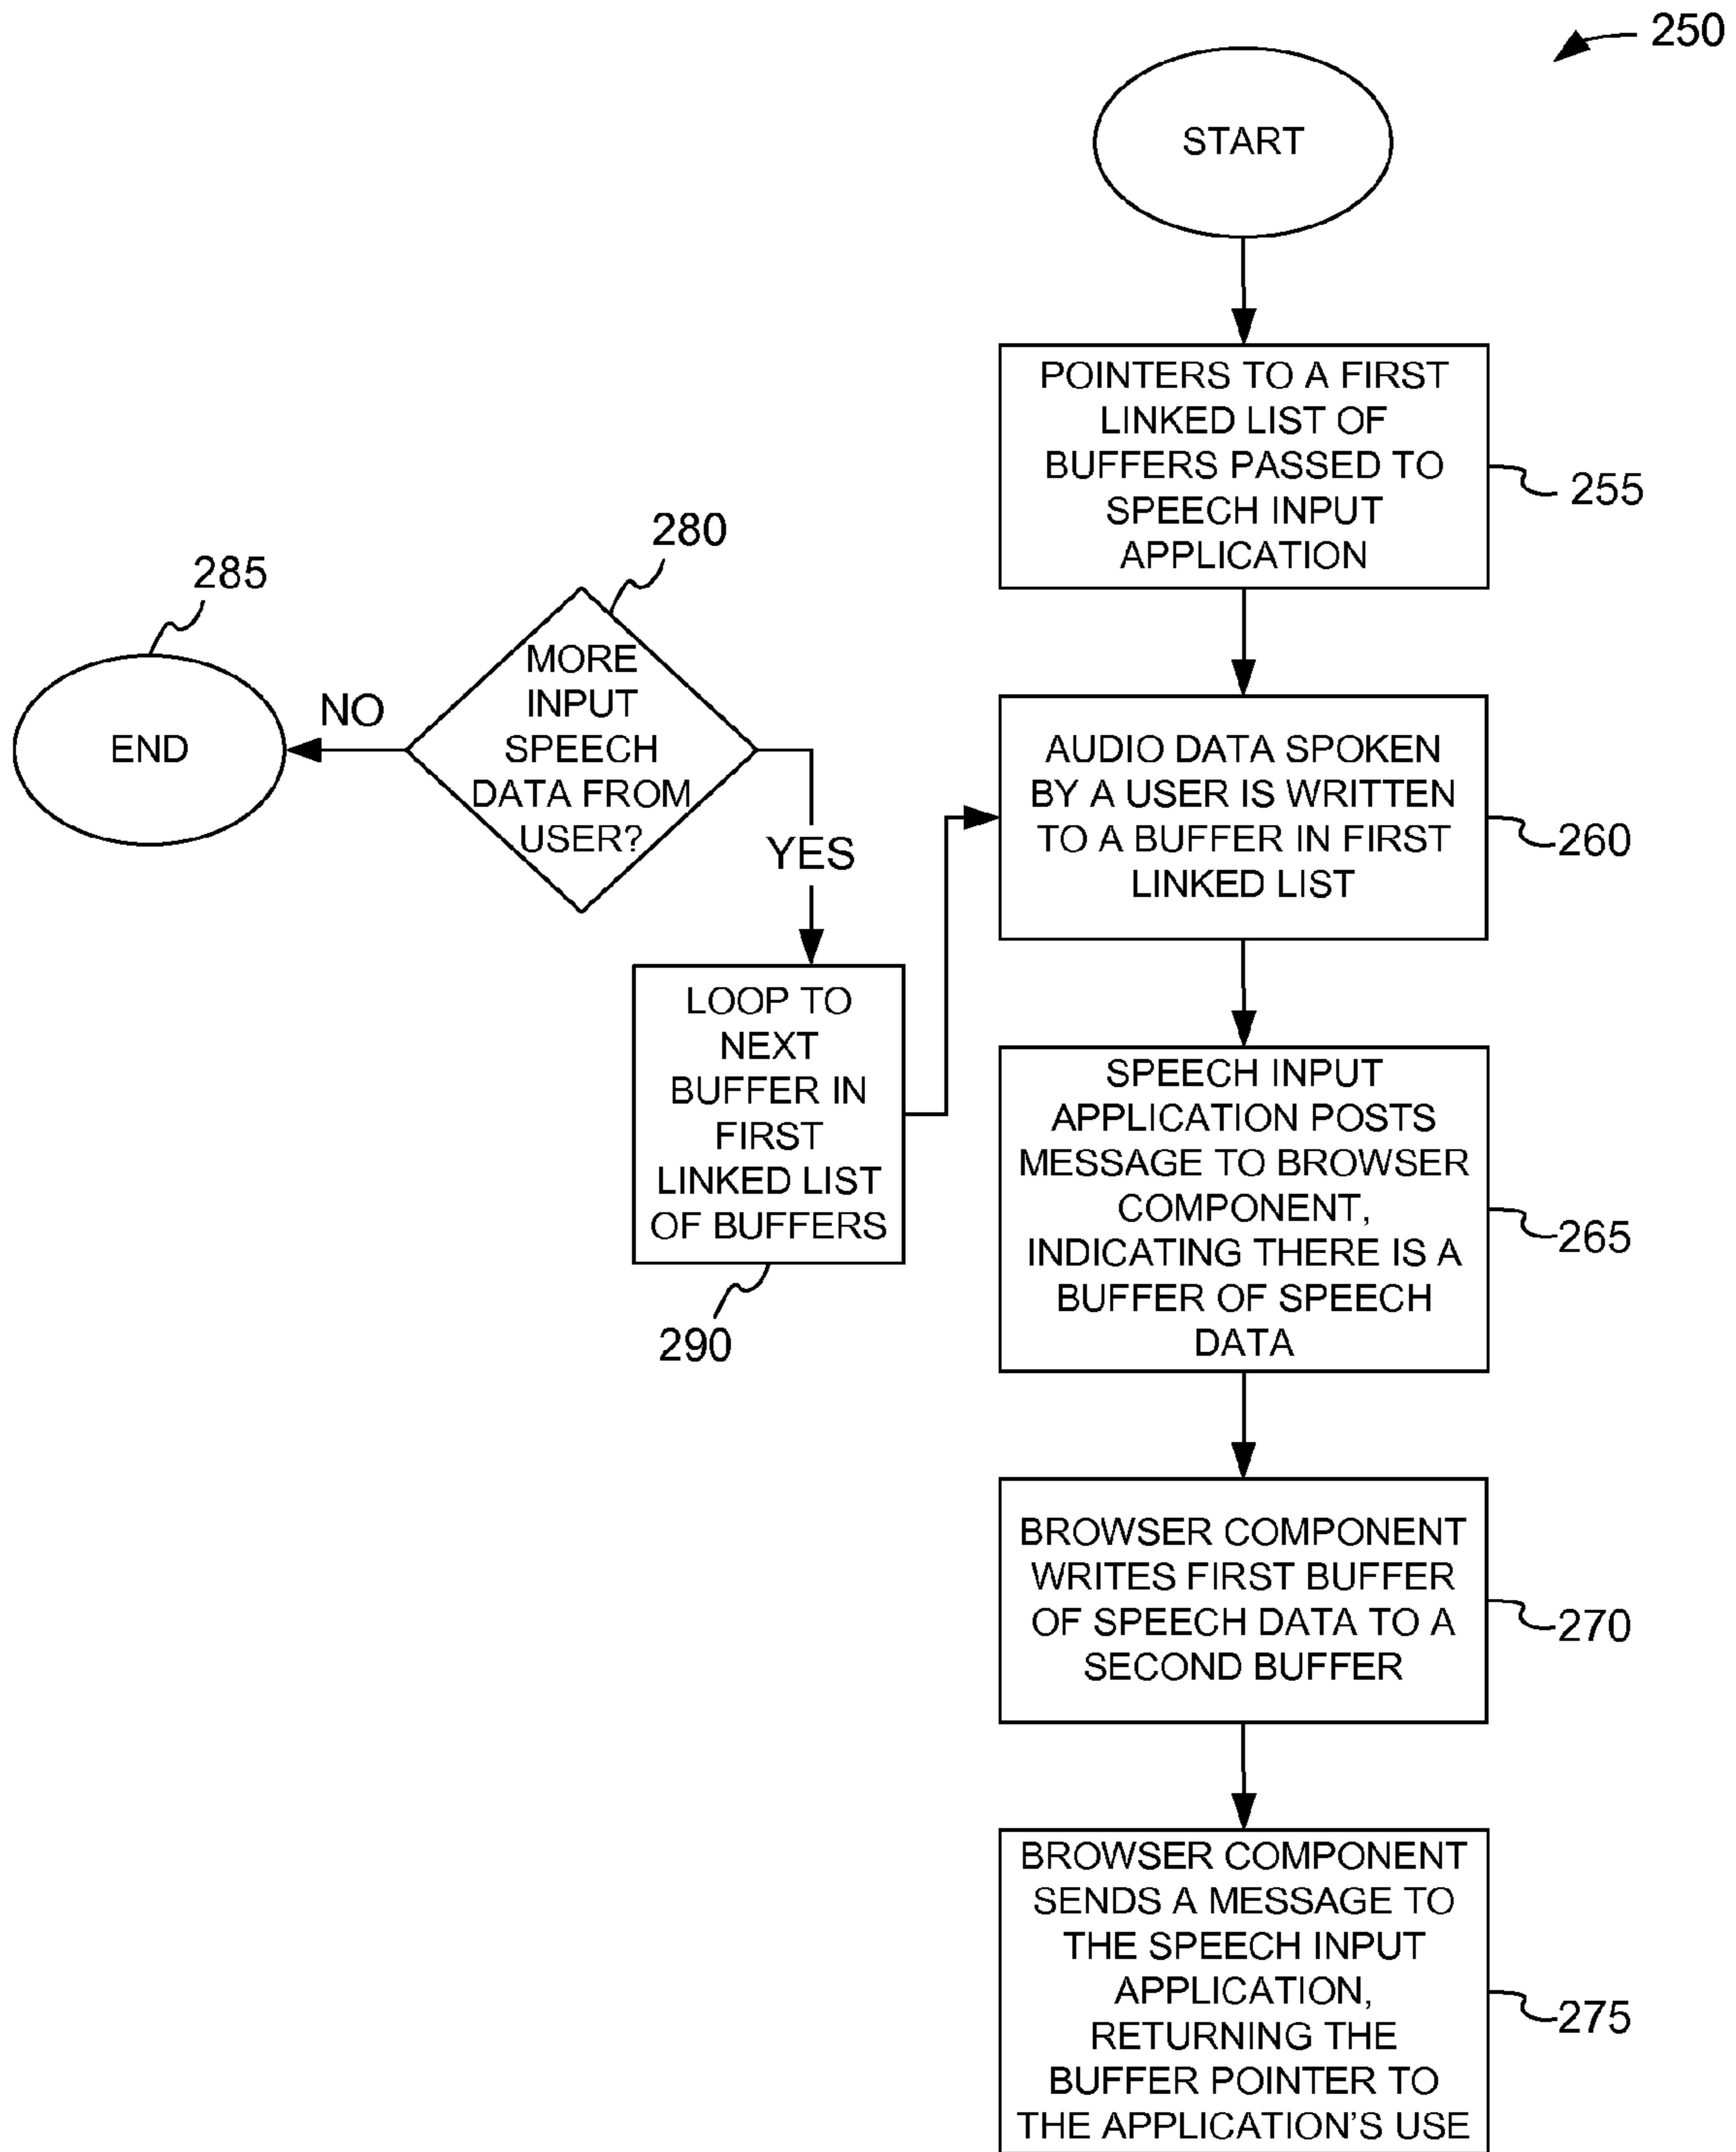 250
START
POINTERS TO A FIRST
LINKED LIST OF
BUFFERS PASSED TO
SPEECH INPUT
APPLICATION
255
AUDIO DATA SPOKEN
BY A USER IS WRITTEN
TO A BUFFER IN FIRST
LINKED LIST
260
SPEECH INPUT
APPLICATION POSTS
MESSAGE TO BROWSER
COMPONENT,
INDICATING THERE IS A
BUFFER OF SPEECH
DATA
265
BROWSER COMPONENT
WRITES FIRST BUFFER
OF SPEECH DATA TO A
SECOND BUFFER
270
BROWSER COMPONENT
SENDS A MESSAGE TO
THE SPEECH INPUT
APPLICATION,
RETURNING THE
BUFFER POINTER TO
THE APPLICATION'S USE
275
280
MORE
INPUT
SPEECH
DATA FROM
USER?
NO
285
END
YES
LOOP TO
NEXT
BUFFER IN
FIRST
LINKED LIST
OF BUFFERS
290